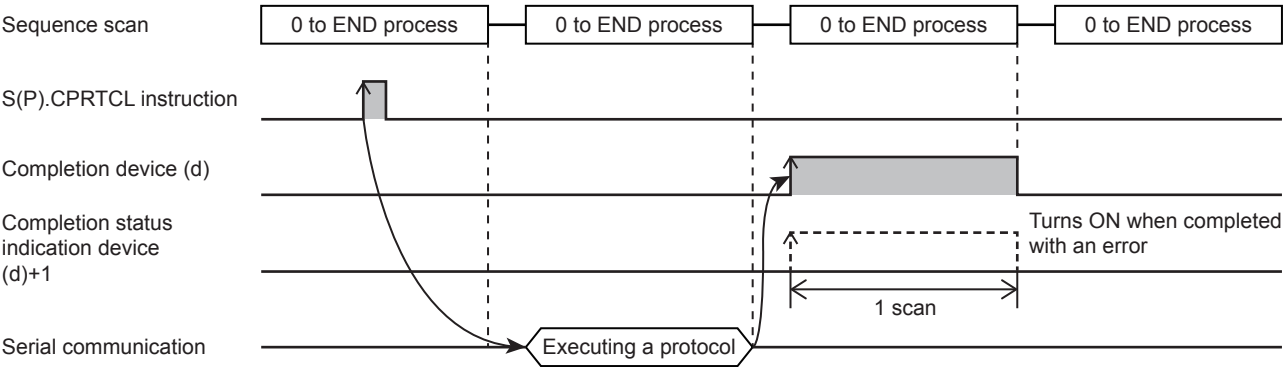 Sequence scan
0 to END process
0 to END process
0 to END process
0 to END process
S(P).CPRTCL instruction
Completion device (d)
Completion status
indication device
(d)+1
Turns ON when completed
with an error
1 scan
Serial communication
Executing a protocol